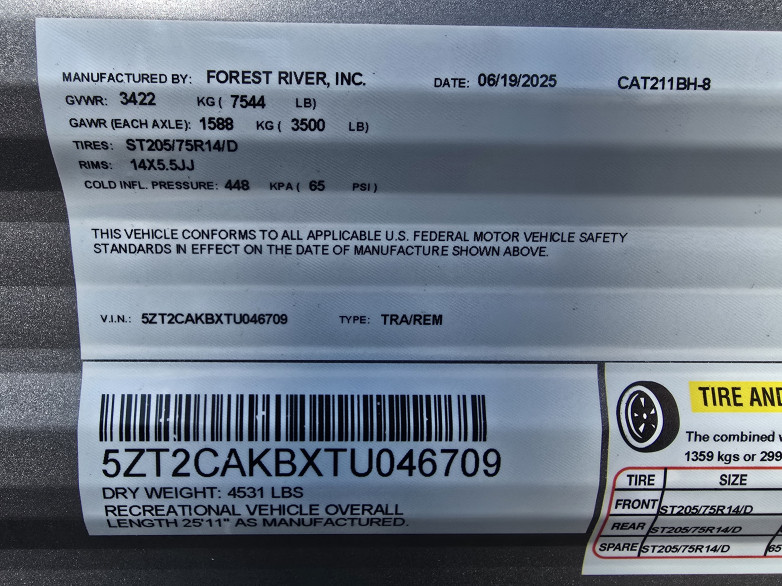 MANUFACTURED BY: FOREST RIVER, INC. DATE: 06/19/2025 CAT211BH-8
GVWR: 3422 KG ( 7544 LB)
GAWR (EACH AXLE): 1588 KG ( 3500 LB)
TIRES: ST205/75R14/D
RIMS: 14X5.5JJ
COLD INFL. PRESSURE: 448 KPA ( 65 PSI )
THIS VEHICLE CONFORMS TO ALL APPLICABLE U.S. FEDERAL MOTOR VEHICLE SAFETY
STANDARDS IN EFFECT ON THE DATE OF MANUFACTURE SHOWN ABOVE.
V.I.N.: 5ZT2CAKBXTU046709 TYPE: TRA/REM
5ZT2CAKBXTU046709
DRY WEIGHT: 4531 LBS
RECREATIONAL VEHICLE OVERALL
LENGTH 25'11" AS MANUFACTURED.
TIRE AND
The combined
1359 kgs or 299
TIRE SIZE
FRONT ST205/75R14/D
REAR ST205/75R14/D
SPARE ST205/75R14/D 65